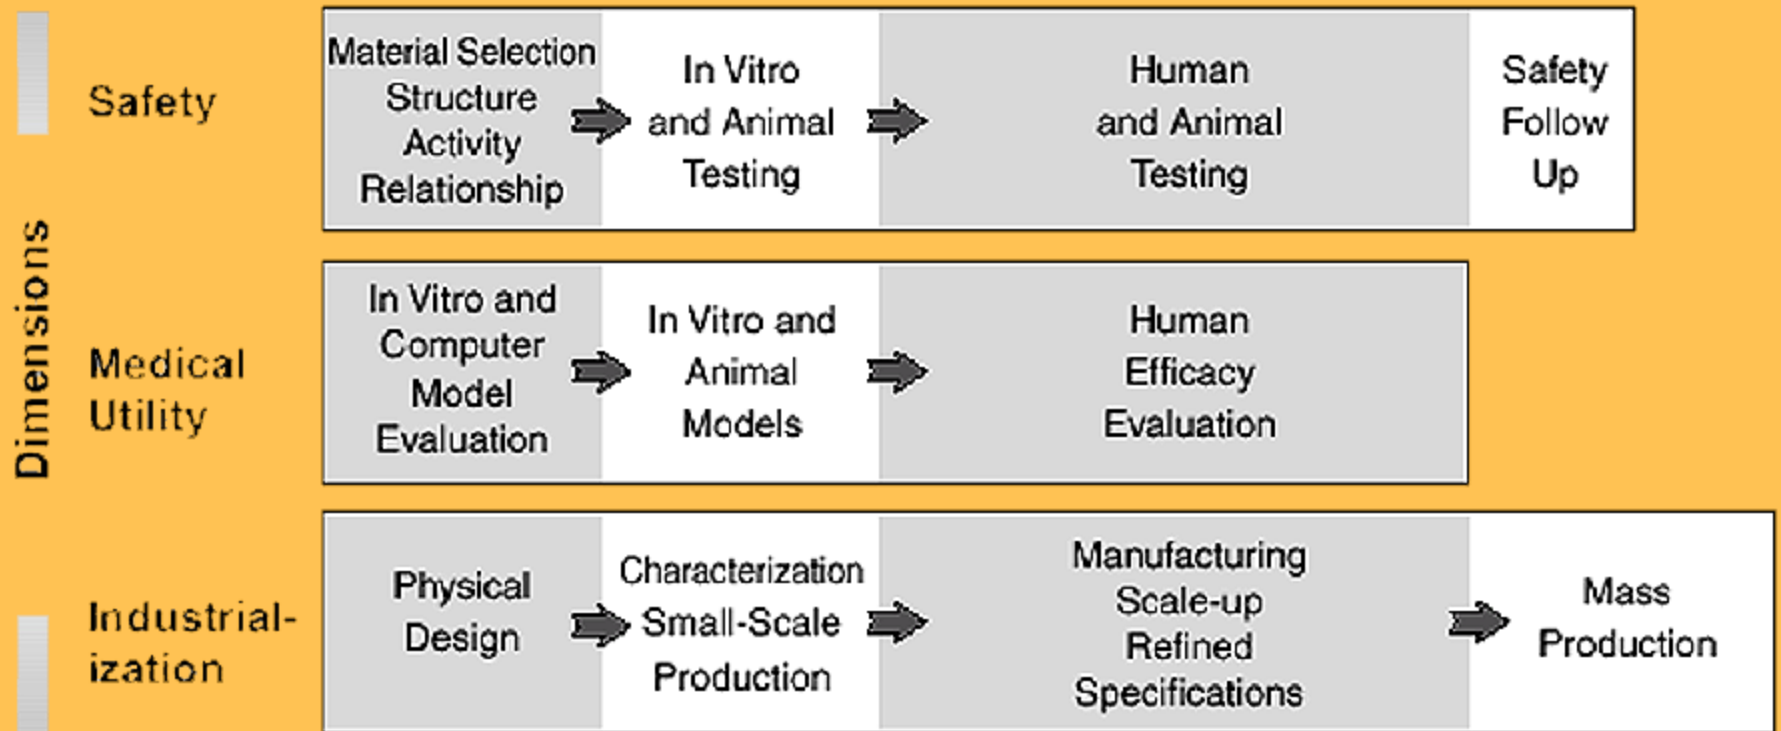 Dimensions
Safety
Material Selection
Structure
Activity
Relationship
In Vitro
and Animal
Testing
Human
and Animal
Testing
Safety
Follow
Up
Medical
Utility
In Vitro and
Computer
Model
Evaluation
In Vitro and
Animal
Models
Human
Efficacy
Evaluation
Industrial-
ization
Physical
Design
Characterization
Small-Scale
Production
Manufacturing
Scale-up
Refined
Specifications
Mass
Production